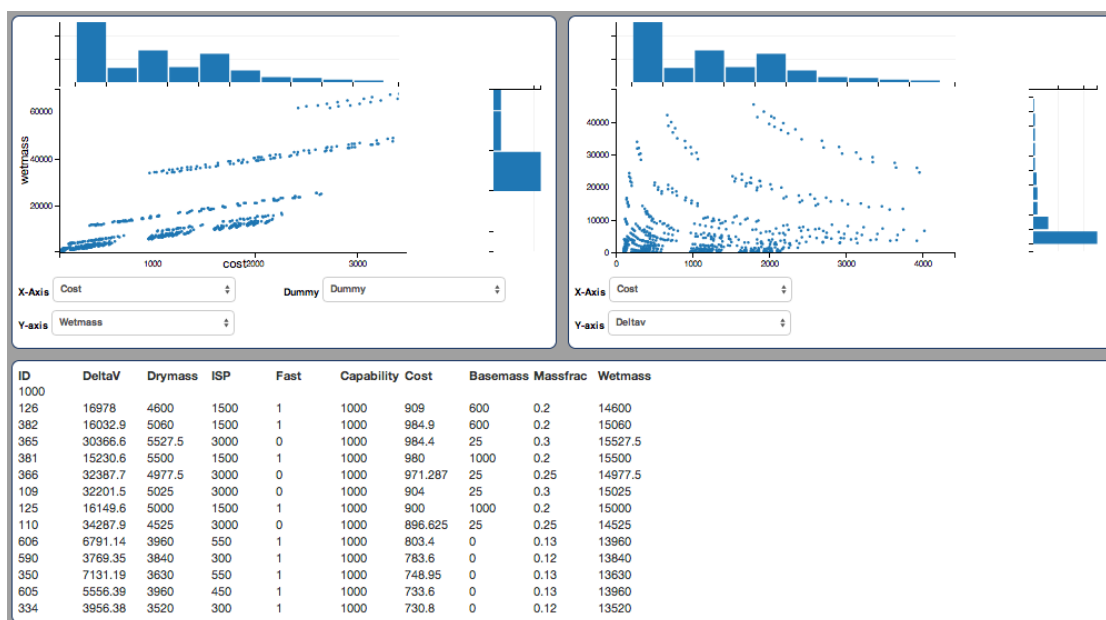 60000
40000
20000
wetmass
1000 2000 3000
cost
X-Axis Cost Dummy Dummy
Y-axis Wetmass
40000
30000
20000
10000
0
0 1000 2000 3000 4000
X-Axis Cost
Y-axis Deltav
ID DeltaV Drymass ISP Fast Capability Cost Basemass Massfrac Wetmass
1000
126 16978 4600 1500 1 1000 909 600 0.2 14600
382 16032.9 5060 1500 1 1000 984.9 600 0.2 15060
365 30366.6 5527.5 3000 0 1000 984.4 25 0.3 15527.5
381 15230.6 5500 1500 1 1000 980 1000 0.2 15500
366 32387.7 4977.5 3000 0 1000 971.287 25 0.25 14977.5
109 32201.5 5025 3000 0 1000 904 25 0.3 15025
125 16149.6 5000 1500 1 1000 900 1000 0.2 15000
110 34287.9 4525 3000 0 1000 896.625 25 0.25 14525
606 6791.14 3960 550 1 1000 803.4 0 0.13 13960
590 3769.35 3840 300 1 1000 783.6 0 0.12 13840
350 7131.19 3630 550 1 1000 748.95 0 0.13 13630
605 5556.39 3960 450 1 1000 733.6 0 0.13 13960
334 3956.38 3520 300 1 1000 730.8 0 0.12 13520